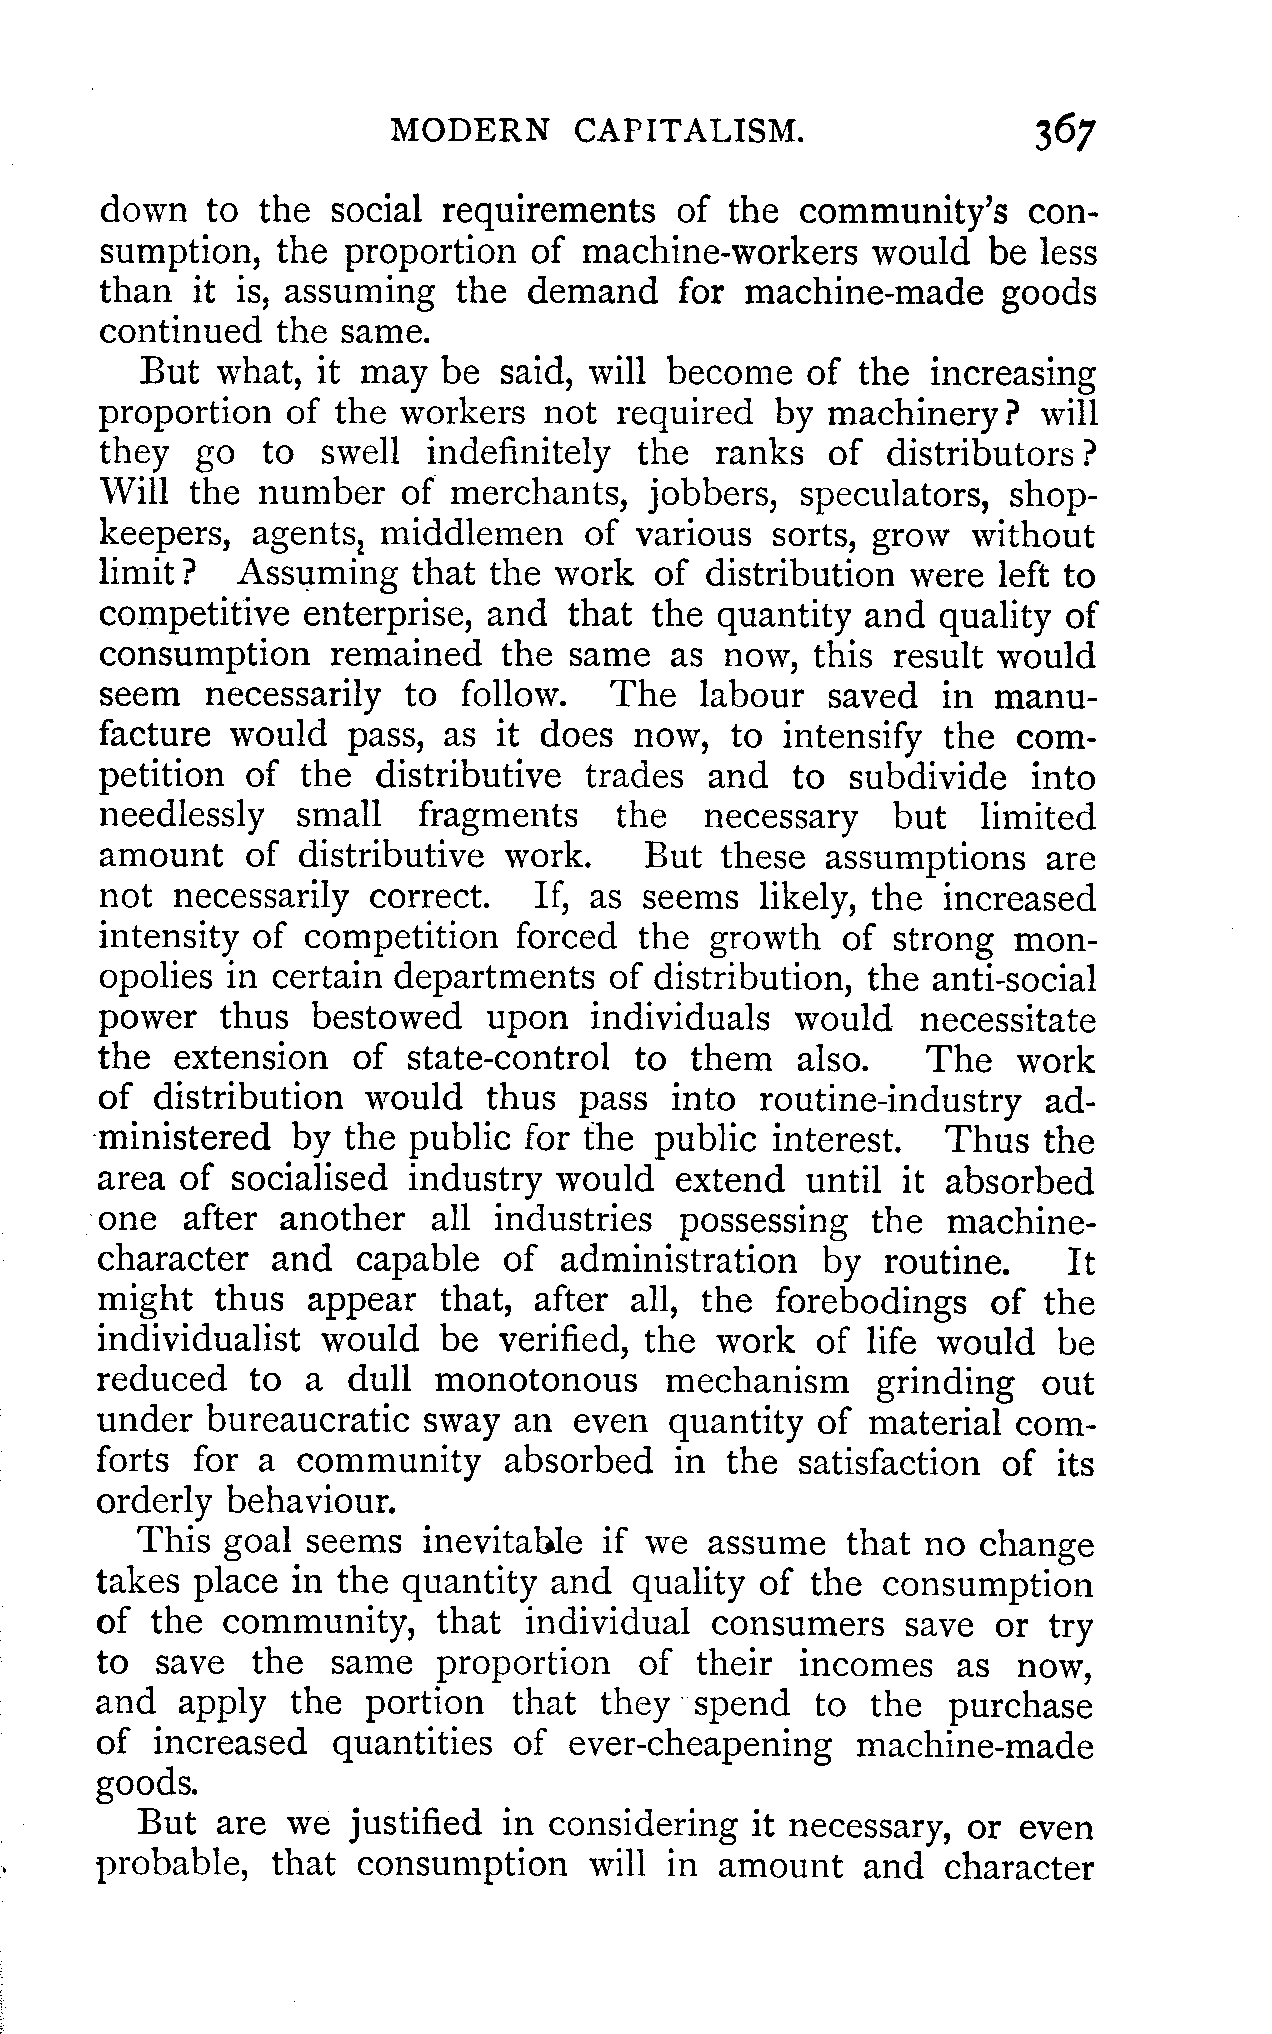 MODERN CAPITALISM. 367
down to the social requirements of the community's con-
sumption, the proportion of machine-workers would be less
than it is, assuming the demand for machine-made goods
continued the same.
But what, it may be said, will become of the increasing
proportion of the workers not required by machinery? will
they go to swell indefinitely the ranks of distributors?
Will the number of merchants, jobbers, speculators, shop-
keepers, agents, middlemen of various sorts, grow without
limit? Assuming that the work of distribution were left to
competitive enterprise, and that the quantity and quality of
consumption remained the same as now, this result would
seem necessarily to follow. The labour saved in manu-
facture would pass, as it does now, to intensify the com-
petition of the distributive trades and to subdivide into
needlessly small fragments the necessary but limited
amount of distributive work. But these assumptions are
not necessarily correct. If, as seems likely, the increased
intensity of competition forced the growth of strong mon-
opolies in certain departments of distribution, the anti-social
power thus bestowed upon individuals would necessitate
the extension of state-control to them also. The work
of distribution would thus pass into routine-industry ad-
ministered by the public for the public interest. Thus the
area of socialised industry would extend until it absorbed
one after another all industries possessing the machine-
character and capable of administration by routine. It
might thus appear that, after all, the forebodings of the
individualist would be verified, the work of life would be
reduced to a dull monotonous mechanism grinding out
under bureaucratic sway an even quantity of material com-
forts for a community absorbed in the satisfaction of its
orderly behaviour.
This goal seems inevitable if we assume that no change
takes place in the quantity and quality of the consumption
of the community, that individual consumers save or try
to save the same proportion of their incomes as now,
and apply the portion that they spend to the purchase
of increased quantities of ever-cheapening machine-made
goods.
But are we justified in considering it necessary, or even
probable, that consumption will in amount and character